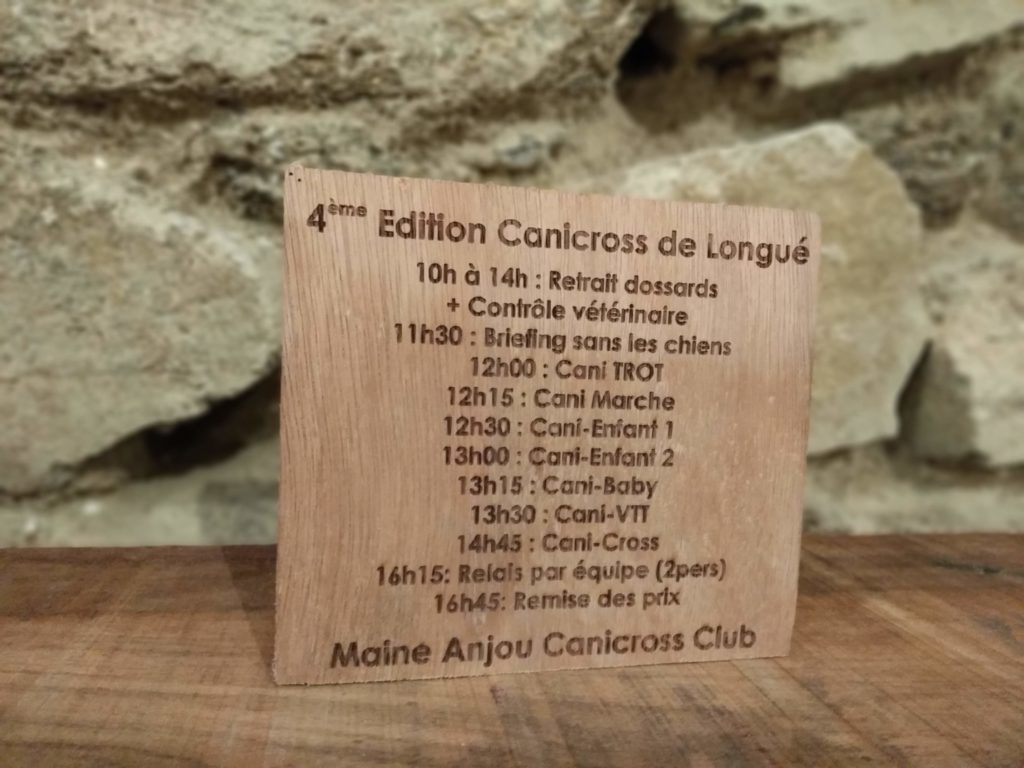 4ème Edition Canicross de Longué
10h à 14h : Retrait dossards
+ Contrôle vétérinaire
11h30 : Briefing sans les chiens
12h00 : Cani TROT
12h15 : Cani Marche
12h30 : Cani-Enfant 1
13h00 : Cani-Enfant 2
13h15 : Cani-Baby
13h30 : Cani-VTT
14h45 : Cani-Cross
16h15: Relais par équipe (2pers)
16h45: Remise des prix
Maine Anjou Canicross Club